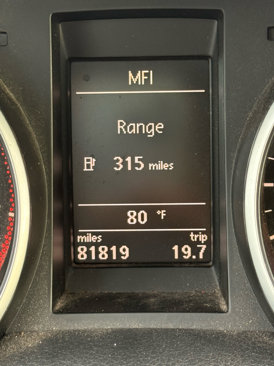 MFI
Range
315 miles
80 °F
miles trip
81819 19.7